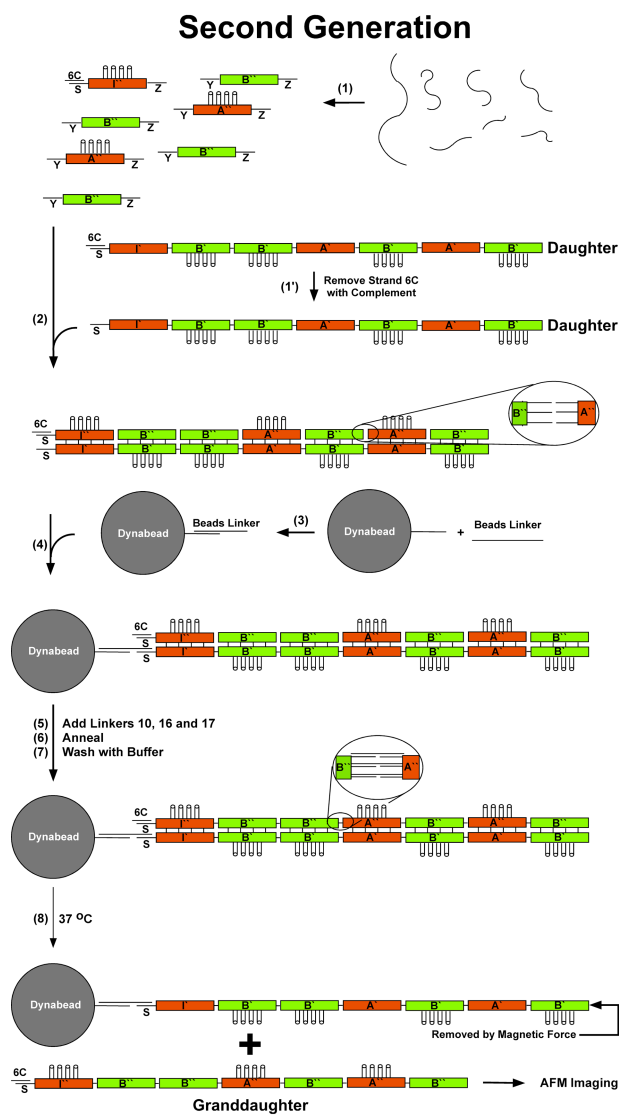 Second Generation
6C
S
I``
Z
Y
B``
Z
(1)
Y
A``
Z
Y
B``
Z
Y
A``
Z
Y
B``
Z
Y
B``
Z
6C
S
I`
B`
B`
A`
B`
A`
B`
Daughter
(1')
Remove Strand 6C
with Complement
(2)
S
I`
B`
B`
A`
B`
A`
B`
Daughter
B``
A``
6C
S
I``
B``
B``
A``
B``
A``
B``
I`
B`
B`
A`
B`
A`
B`
S
(4)
Dynabead
Beads Linker
(3)
Dynabead
+
Beads Linker
Dynabead
6C
S
S
I``
B``
B``
A``
B``
A``
B``
I`
B`
B`
A`
B`
A`
B`
(5) Add Linkers 10, 16 and 17
(6) Anneal
(7) Wash with Buffer
B``
A``
Dynabead
6C
S
S
I``
B``
B``
A``
B``
A``
B``
I`
B`
B`
A`
B`
A`
B`
(8) 37 ºC
Dynabead
S
I`
B`
B`
A`
B`
A`
B`
Removed by Magnetic Force
+
6C
S
I``
B``
B``
A``
B``
A``
B``
AFM Imaging
Granddaughter